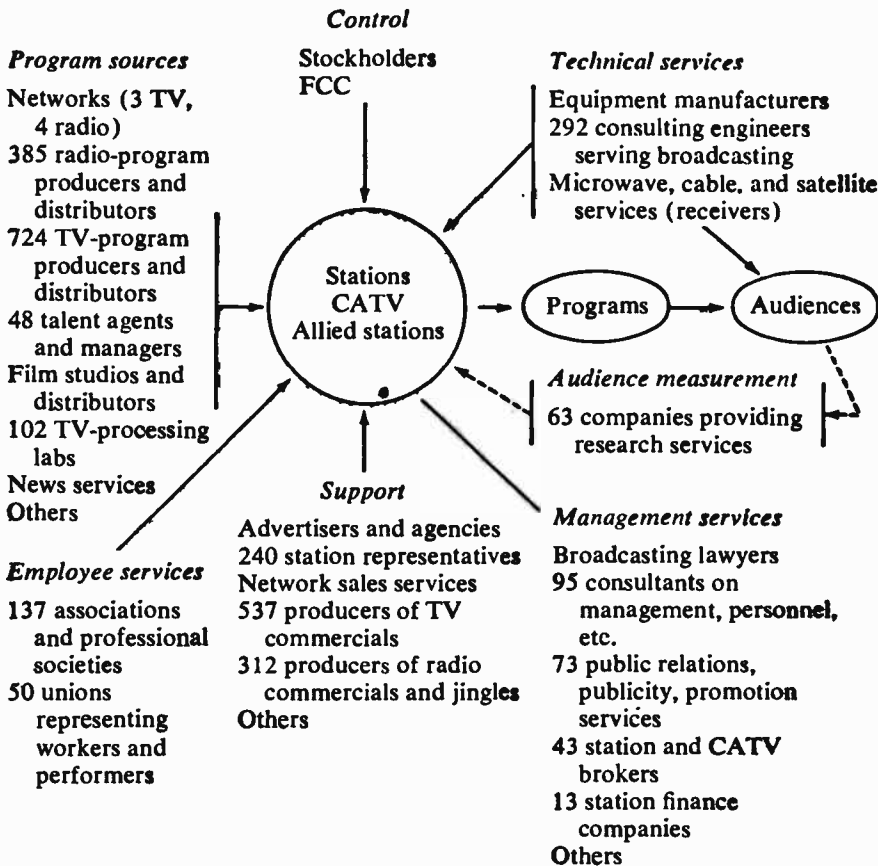 Control
Stockholders
FCC
Program sources
Networks (3 TV,
4 radio)
385 radio-program
producers and
distributors
724 TV-program
producers and
distributors
48 talent agents
and managers
Film studios and
distributors
102 TV-processing
labs
News services
Others
Technical services
Equipment manufacturers
292 consulting engineers
serving broadcasting
Microwave, cable, and satellite
services (receivers)
Stations
CATV
Allied stations
Programs
Audiences
Audience measurement
63 companies providing
research services
Employee services
137 associations
and professional
societies
50 unions
representing
workers and
performers
Support
Advertisers and agencies
240 station representatives
Network sales services
537 producers of TV
commercials
312 producers of radio
commercials and jingles
Others
Management services
Broadcasting lawyers
95 consultants on
management, personnel,
etc.
73 public relations,
publicity, promotion
services
43 station and CATV
brokers
13 station finance
companies
Others